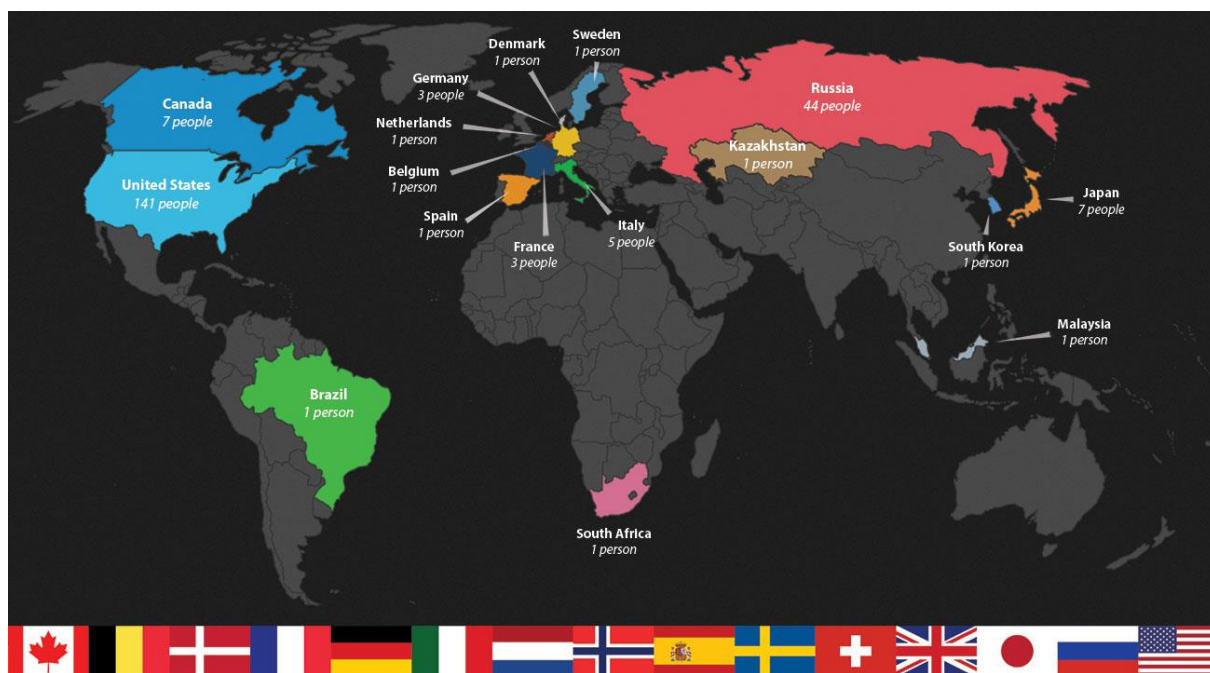 Sweden
1 person
Denmark
1 person
Germany
3 people
Netherlands
1 person
Belgium
1 person
Spain
1 person
France
3 people
Italy
5 people
Canada
7 people
United States
141 people
Russia
44 people
Kazakhstan
1 person
Japan
7 people
South Korea
1 person
Malaysia
1 person
Brazil
1 person
South Africa
1 person